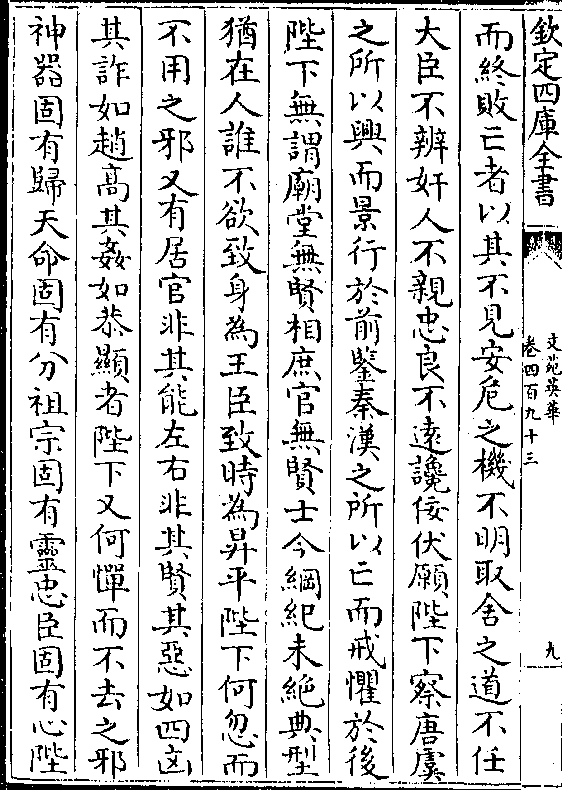 欽定四庫全書
文苑英華
卷四百九十三
九
而終敗亡者以其不見安危之機不明取舍之道不任
大臣不辨奸人不親忠良不遠讒佞伏願陛下察唐虞
之所以興而景行於前鑒秦漢之所以亡而戒懼於後
陛下無謂廟堂無賢相庶官無賢士今綱紀未絶典型
猶在人誰不欲致身為王臣致時為昇平陛下何忽而
不用之邪又有居官非其能左右非其賢其惡如四凶
其詐如趙髙其姦如恭顯者陛下又何憚而不去之邪
神器固有歸天命固有分祖宗固有靈忠臣固有心陛